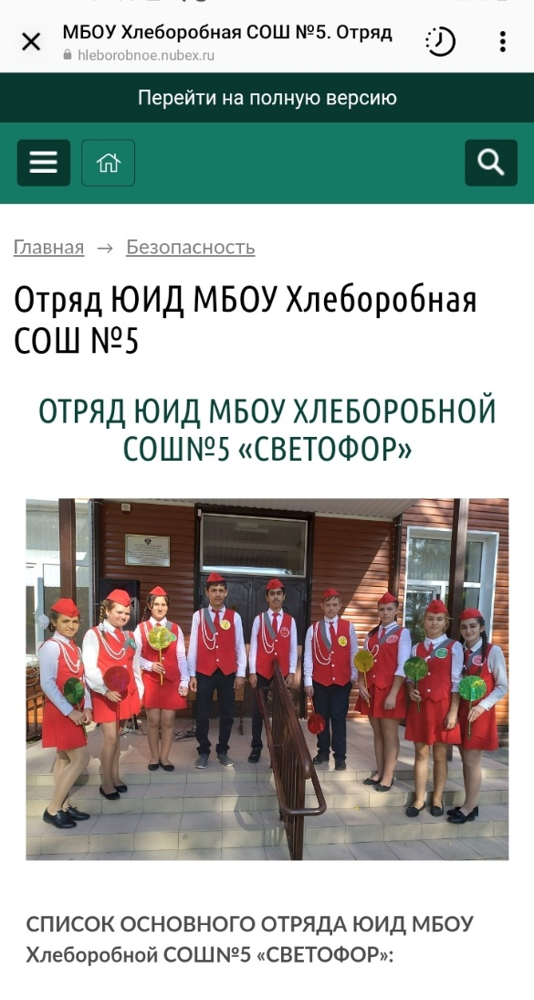 МБОУ Хлеборобная СОШ №5. Отряд
hleborobnoe.nubex.ru
Перейти на полную версию
Главная → Безопасность
Отряд ЮИД МБОУ Хлеборобная
СОШ №5
ОТРЯД ЮИД МБОУ ХЛЕБОРОБНОЙ
СОШ№5 «СВЕТОФОР»
СПИСОК ОСНОВНОГО ОТРЯДА ЮИД МБОУ
Хлеборобной СОШ№5 «СВЕТОФОР»: